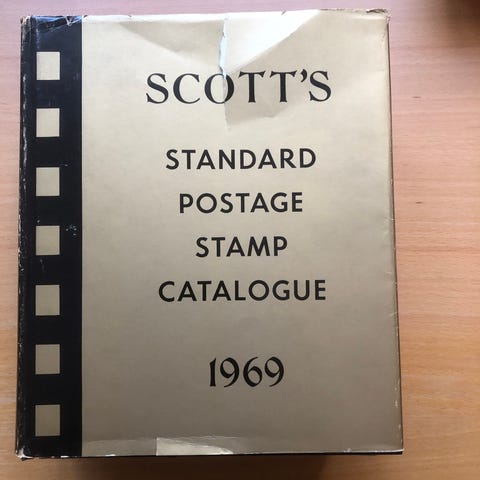 SCOTT'S
STANDARD
POSTAGE
STAMP
CATALOGUE
1969